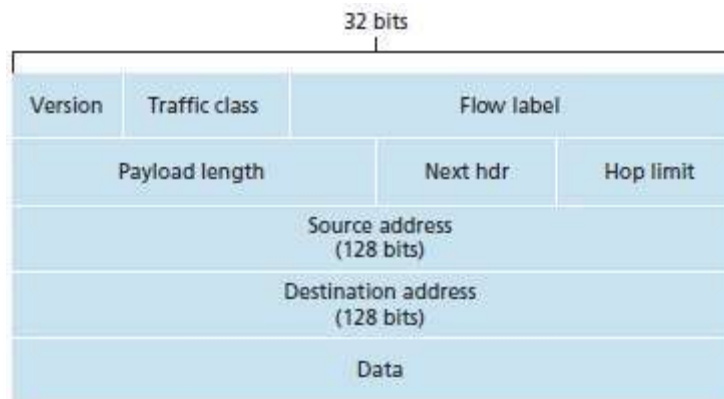 32 bits
Version Traffic class Flow label
Payload length Next hdr Hop limit
Source address
(128 bits)
Destination address
(128 bits)
Data